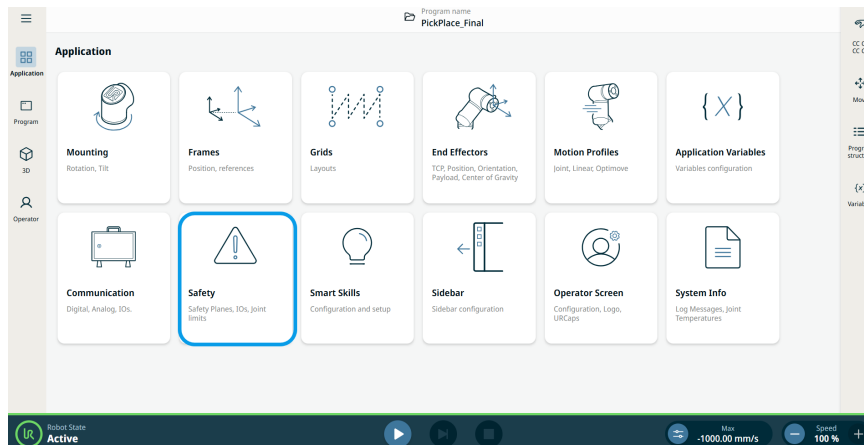 Program name
PickPlace_Final
Application
Application
Program
3D
Operator
Mounting
Rotation, Tilt
Frames
Position, references
Grids
Layouts
End Effectors
TCP, Position, Orientation,
Payload, Center of Gravity
Motion Profiles
Joint, Linear, Optimove
Application Variables
Variables configuration
Communication
Digital, Analog, IOs.
Safety
Safety Planes, IOs, Joint
limits
Smart Skills
Configuration and setup
Sidebar
Sidebar configuration
Operator Screen
Configuration, Logo,
URCaps
System Info
Log Messages, Joint
Temperatures
Robot State
Active
Max
-1000.00 mm/s
Speed
100 %